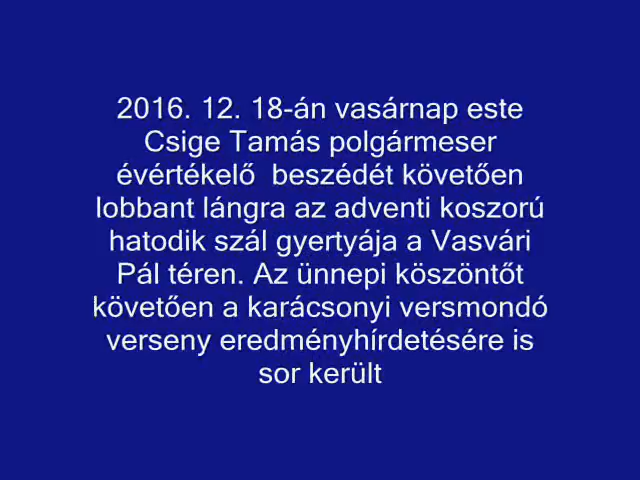 2016. 12. 18-án vasárnap este
Csige Tamás polgármeser
évértékelő  beszédét követően
lobbant lángra az adventi koszorú
hatodik szál gyertyája a Vasvári
Pál téren. Az ünnepi köszöntőt
követően a karácsonyi versmondó
verseny eredményhírdetésére is
sor került